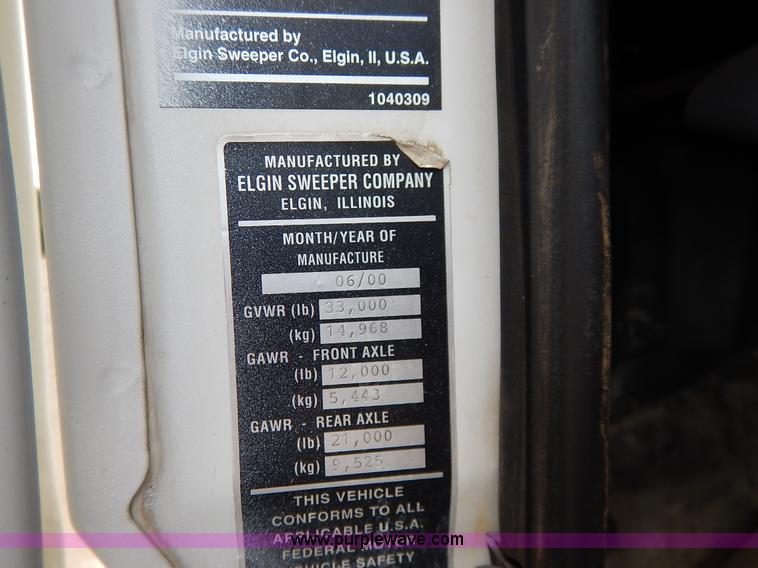 Manufactured by
Elgin Sweeper Co., Elgin, Il, U.S.A.
1040309
MANUFACTURED BY
ELGIN SWEEPER COMPANY
ELGIN, ILLINOIS
MONTH/YEAR OF
MANUFACTURE
06/00
GVWR (lb) 33,000
(kg) 14,968
GAWR - FRONT AXLE
(lb) 12,000
(kg) 5,443
GAWR - REAR AXLE
(lb) 21,000
(kg) 9,525
THIS VEHICLE
CONFORMS TO ALL
APPLICABLE U.S.A.
FEDERAL
www.purplewave.com
VEHICLE SAFETY